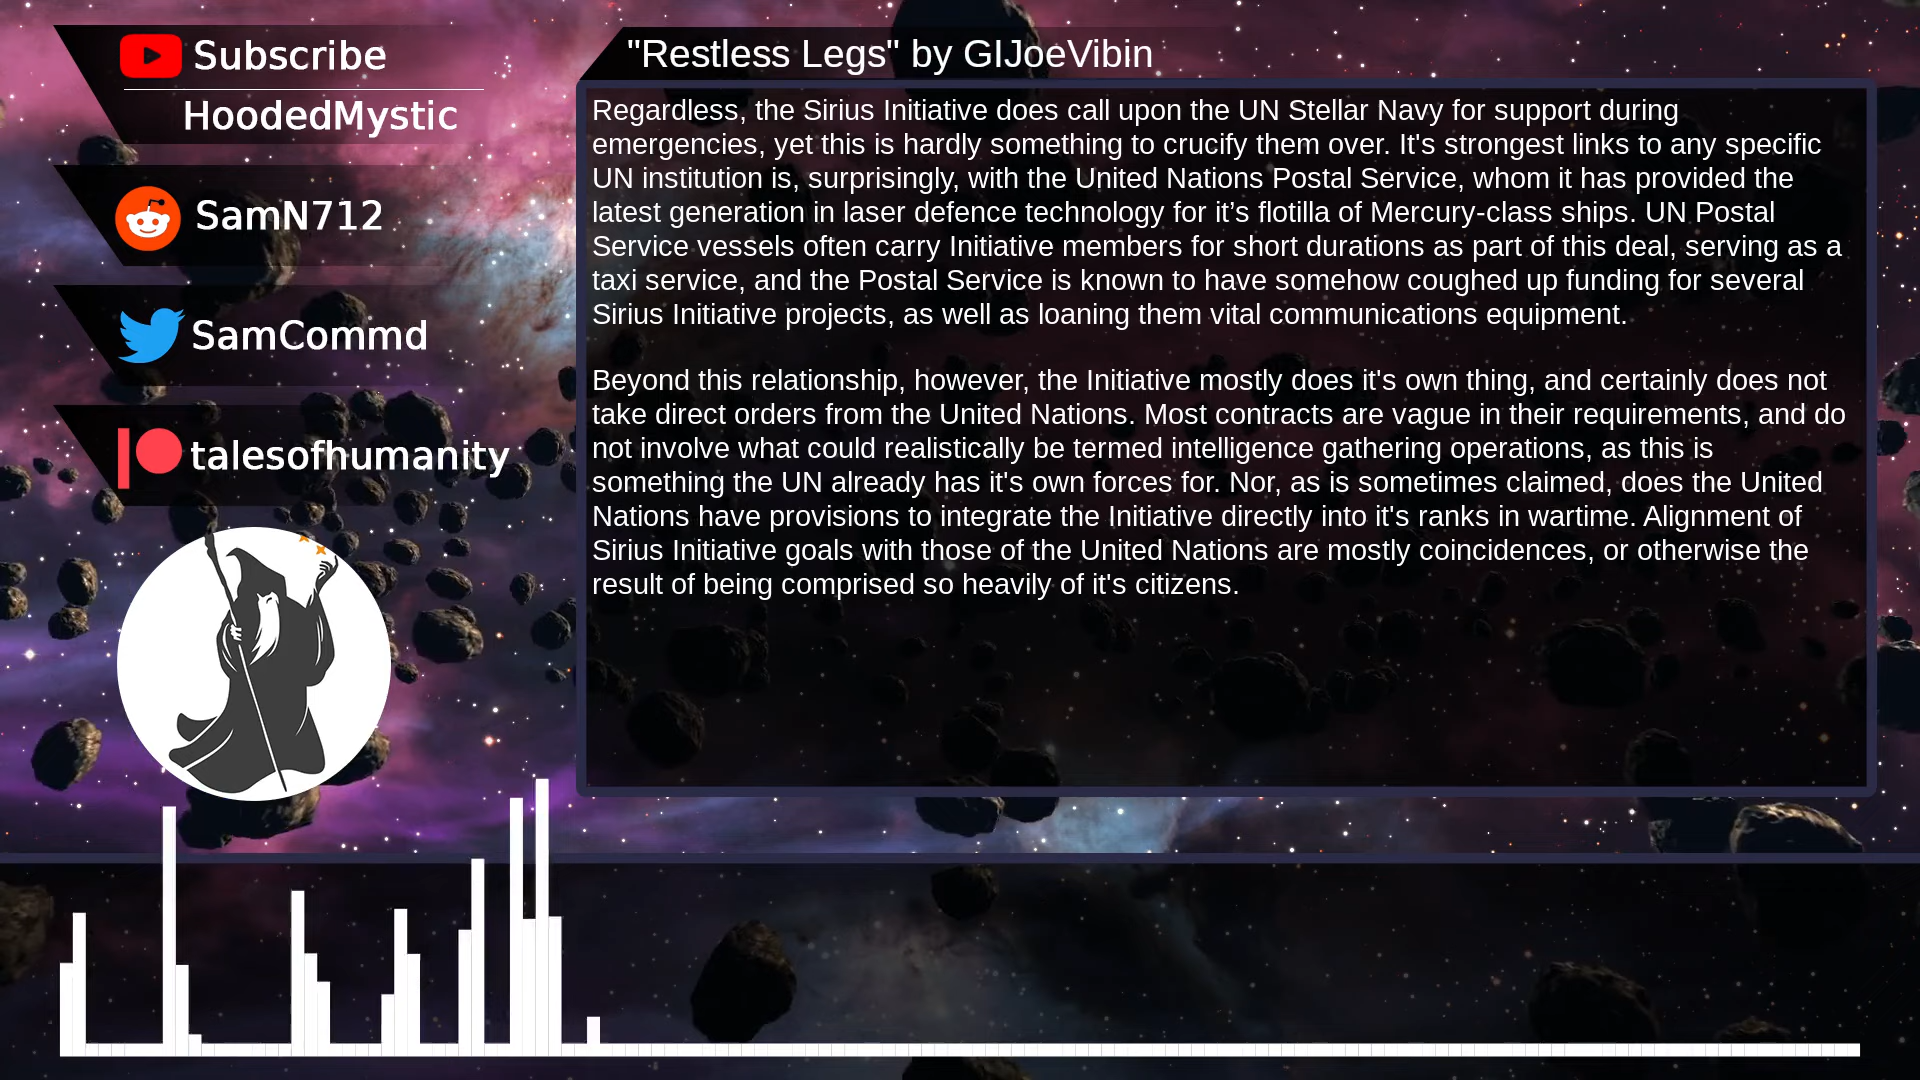 Subscribe
HoodedMystic
SamN712
SamCommd
talesofhumanity
"Restless Legs" by GIJoeVibin
Regardless, the Sirius Initiative does call upon the UN Stellar Navy for support during
emergencies, yet this is hardly something to crucify them over. It's strongest links to any specific
UN institution is, surprisingly, with the United Nations Postal Service, whom it has provided the
latest generation in laser defence technology for it’s flotilla of Mercury-class ships. UN Postal
Service vessels often carry Initiative members for short durations as part of this deal, serving as a
taxi service, and the Postal Service is known to have somehow coughed up funding for several
Sirius Initiative projects, as well as loaning them vital communications equipment.
Beyond this relationship, however, the Initiative mostly does it's own thing, and certainly does not
take direct orders from the United Nations. Most contracts are vague in their requirements, and do
not involve what could realistically be termed intelligence gathering operations, as this is
something the UN already has it's own forces for. Nor, as is sometimes claimed, does the United
Nations have provisions to integrate the Initiative directly into it's ranks in wartime. Alignment of
Sirius Initiative goals with those of the United Nations are mostly coincidences, or otherwise the
result of being comprised so heavily of it's citizens.